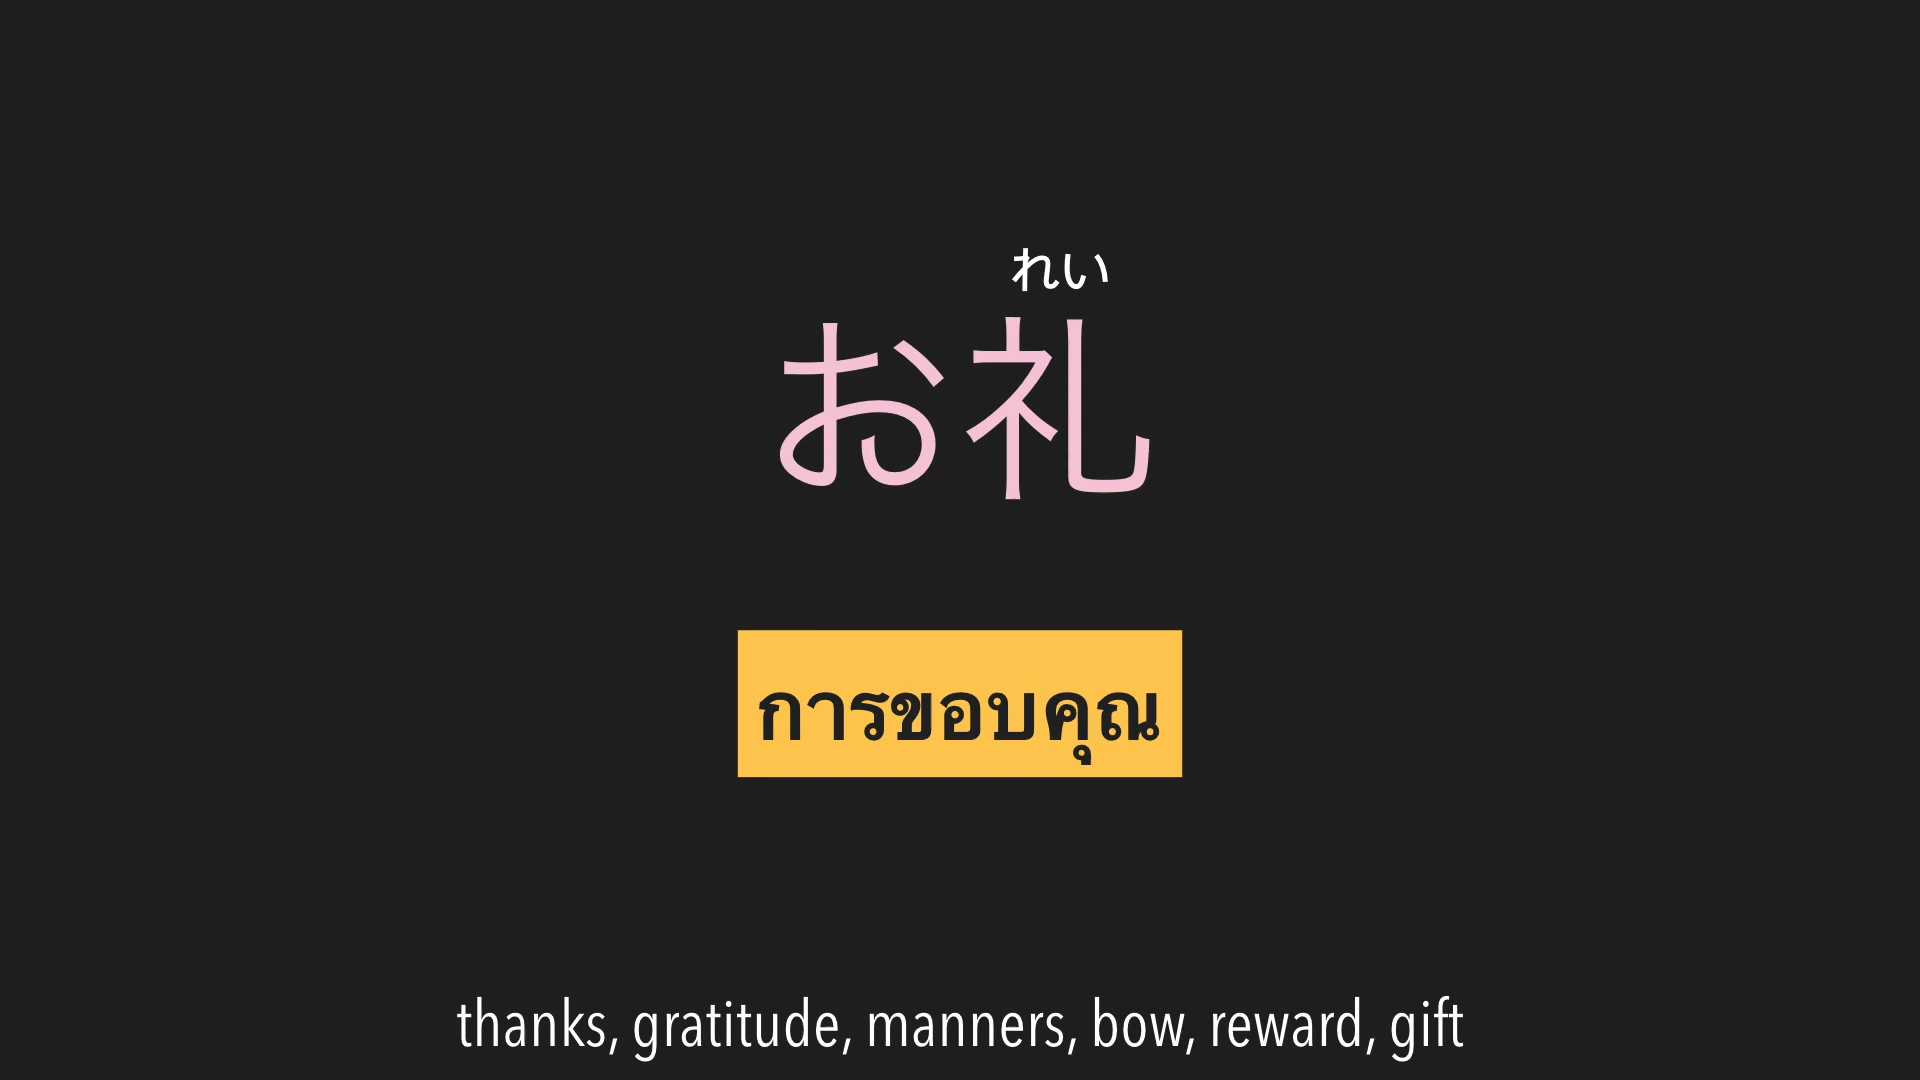 れい
お礼
การขอบคุณ
thanks, gratitude, manners, bow, reward, gift